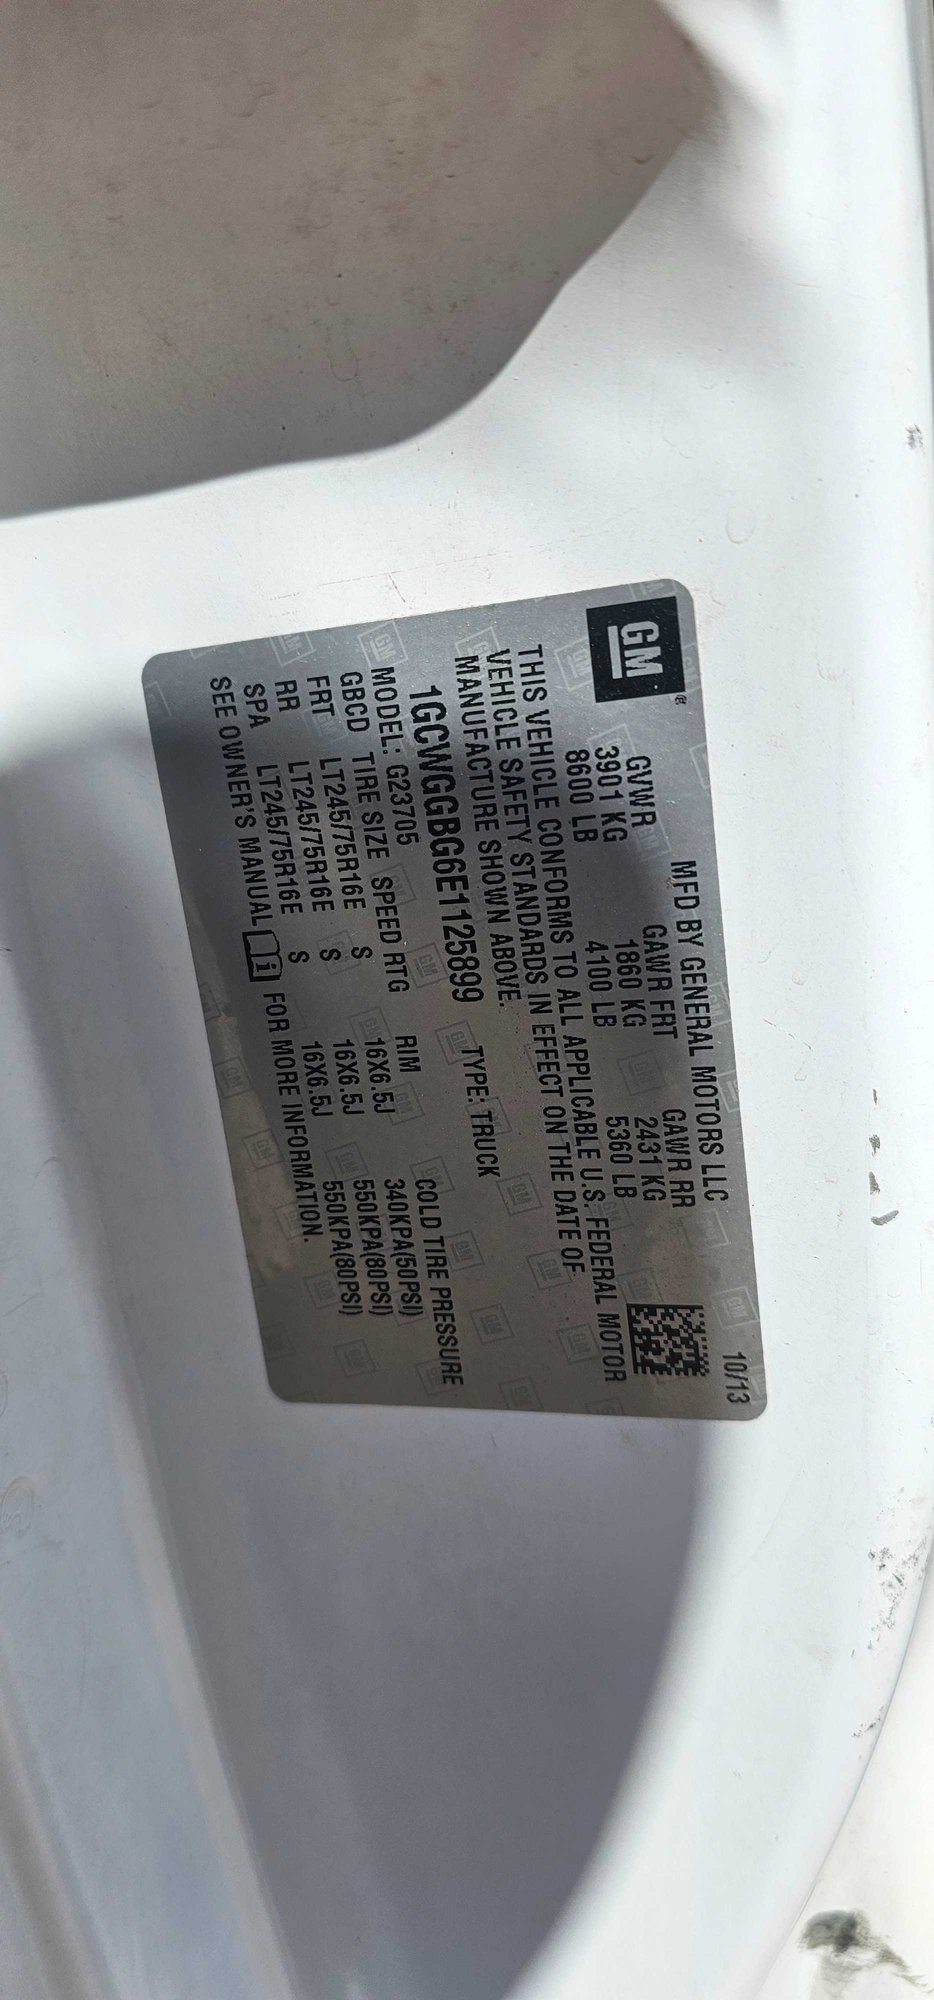 MFD BY GENERAL MOTORS LLC 10/13
GM®
GVWR GAWR FRT GAWR RR
3901 KG 1860 KG 2431 KG
8600 LB 4100 LB 5360 LB
THIS VEHICLE CONFORMS TO ALL APPLICABLE U.S. FEDERAL MOTOR
VEHICLE SAFETY STANDARDS IN EFFECT ON THE DATE OF
MANUFACTURE SHOWN ABOVE.
1GCWGGBG6E1125899 TYPE: TRUCK
MODEL: G23705
GBCD TIRE SIZE SPEED RTG RIM COLD TIRE PRESSURE
FRT LT245/75R16E S 16X6.5J 340KPA(50PSI)
RR LT245/75R16E S 16X6.5J 550KPA(80PSI)
SPA LT245/75R16E S 16X6.5J 550KPA(80PSI)
SEE OWNER'S MANUAL FOR MORE INFORMATION.